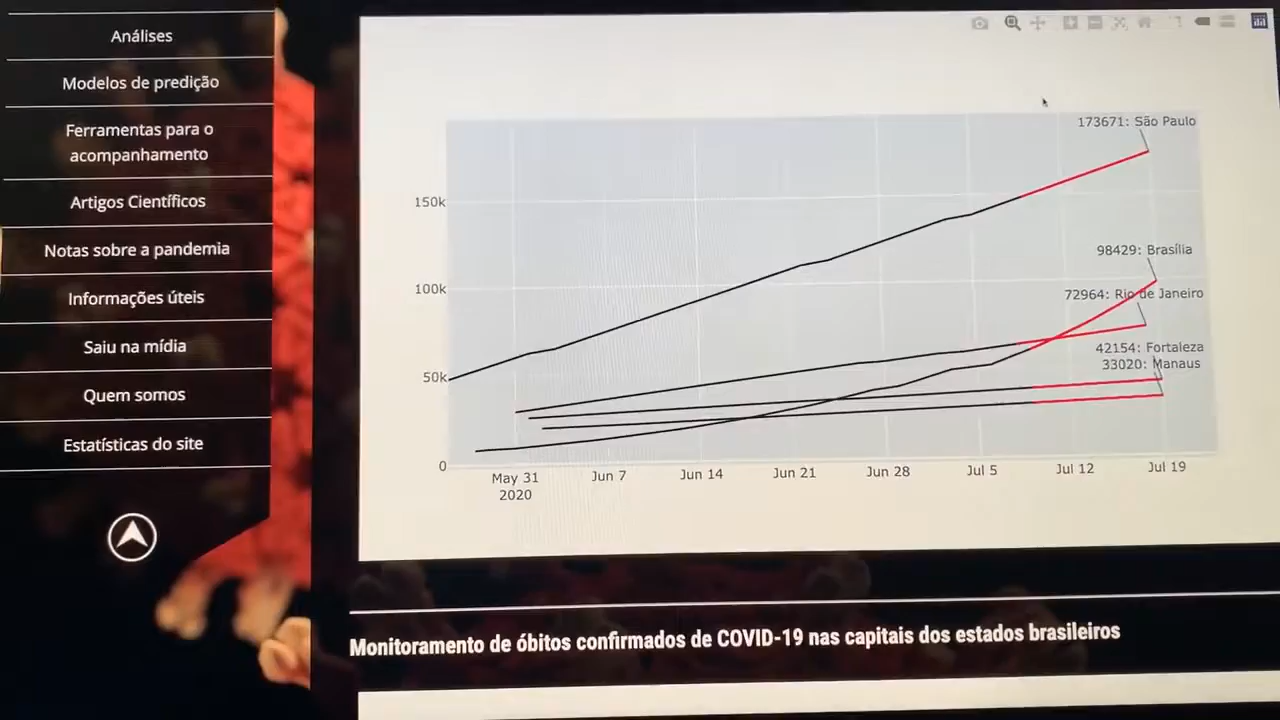 Análises
Modelos de predição
Ferramentas para o
acompanhamento
Artigos Científicos
Notas sobre a pandemia
Informações úteis
Saiu na mídia
Quem somos
Estatísticas do site
173671: São Paulo
150k
98429: Brasília
100k
72964: Rio de Janeiro
42154: Fortaleza
33020: Manaus
50k
0
May 31
2020
Jun 7
Jun 14
Jun 21
Jun 28
Jul 5
Jul 12
Jul 19
Monitoramento de óbitos confirmados de COVID-19 nas capitais dos estados brasileiros